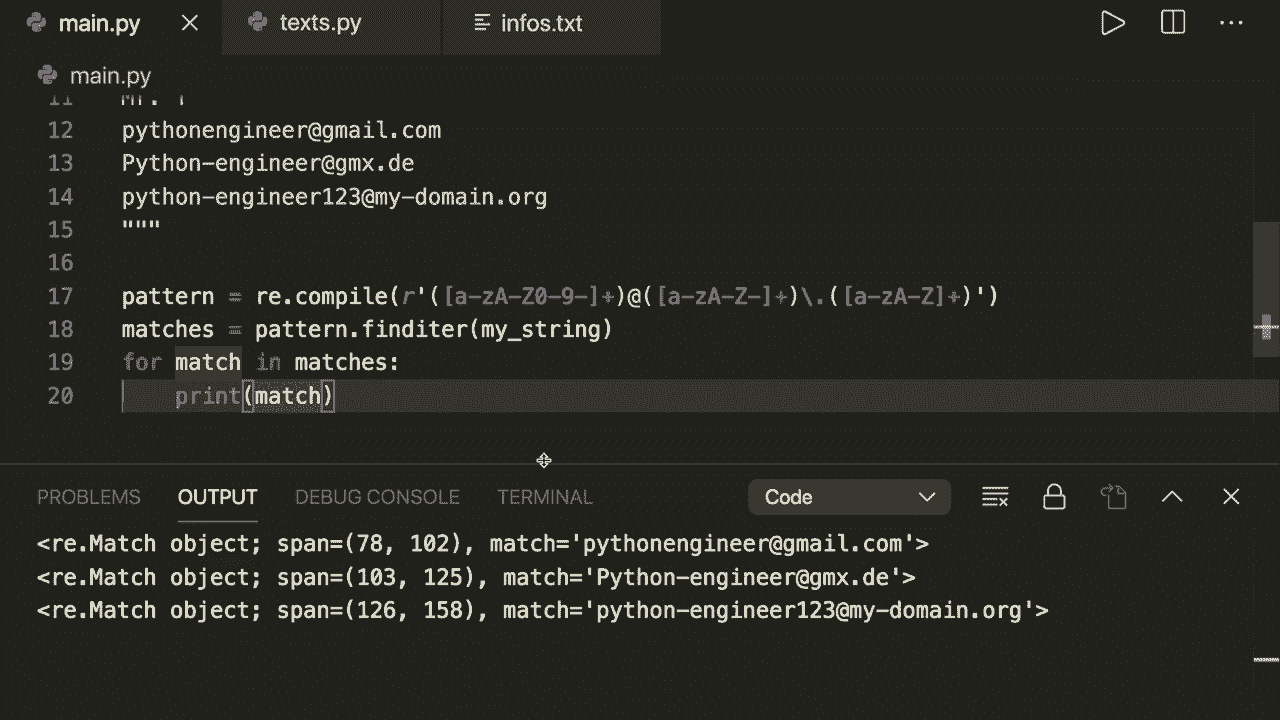 main.py
texts.py
infos.txt
main.py
11 Mr. T
12 pythonengineer@gmail.com
13 Python-engineer@gmx.de
14 python-engineer123@my-domain.org
15 """
16
17 pattern = re.compile(r'([a-zA-Z0-9-]+)@([a-zA-Z-]+)\.([a-zA-Z]+)')
18 matches = pattern.finditer(my_string)
19 for match in matches:
20 print(match)
PROBLEMS OUTPUT DEBUG CONSOLE TERMINAL Code
<re.Match object; span=(78, 102), match='pythonengineer@gmail.com'>
<re.Match object; span=(103, 125), match='Python-engineer@gmx.de'>
<re.Match object; span=(126, 158), match='python-engineer123@my-domain.org'>